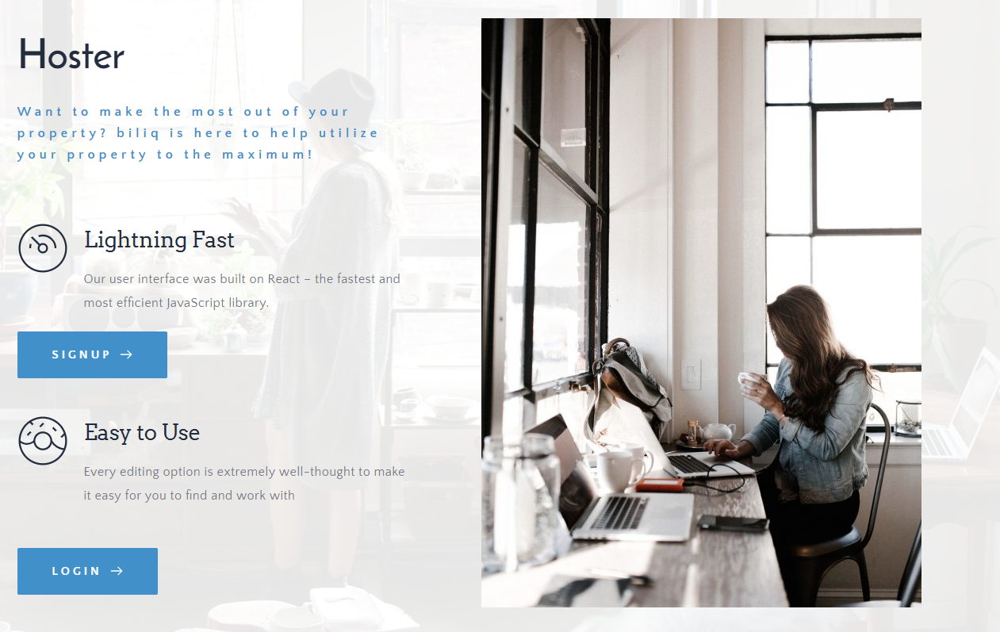 Hoster
Want to make the most out of your
property? biliq is here to help utilize
your property to the maximum!
Lightning Fast
Our user interface was built on React – the fastest and
most efficient JavaScript library.
SIGNUP
Easy to Use
Every editing option is extremely well-thought to make
it easy for you to find and work with
LOGIN